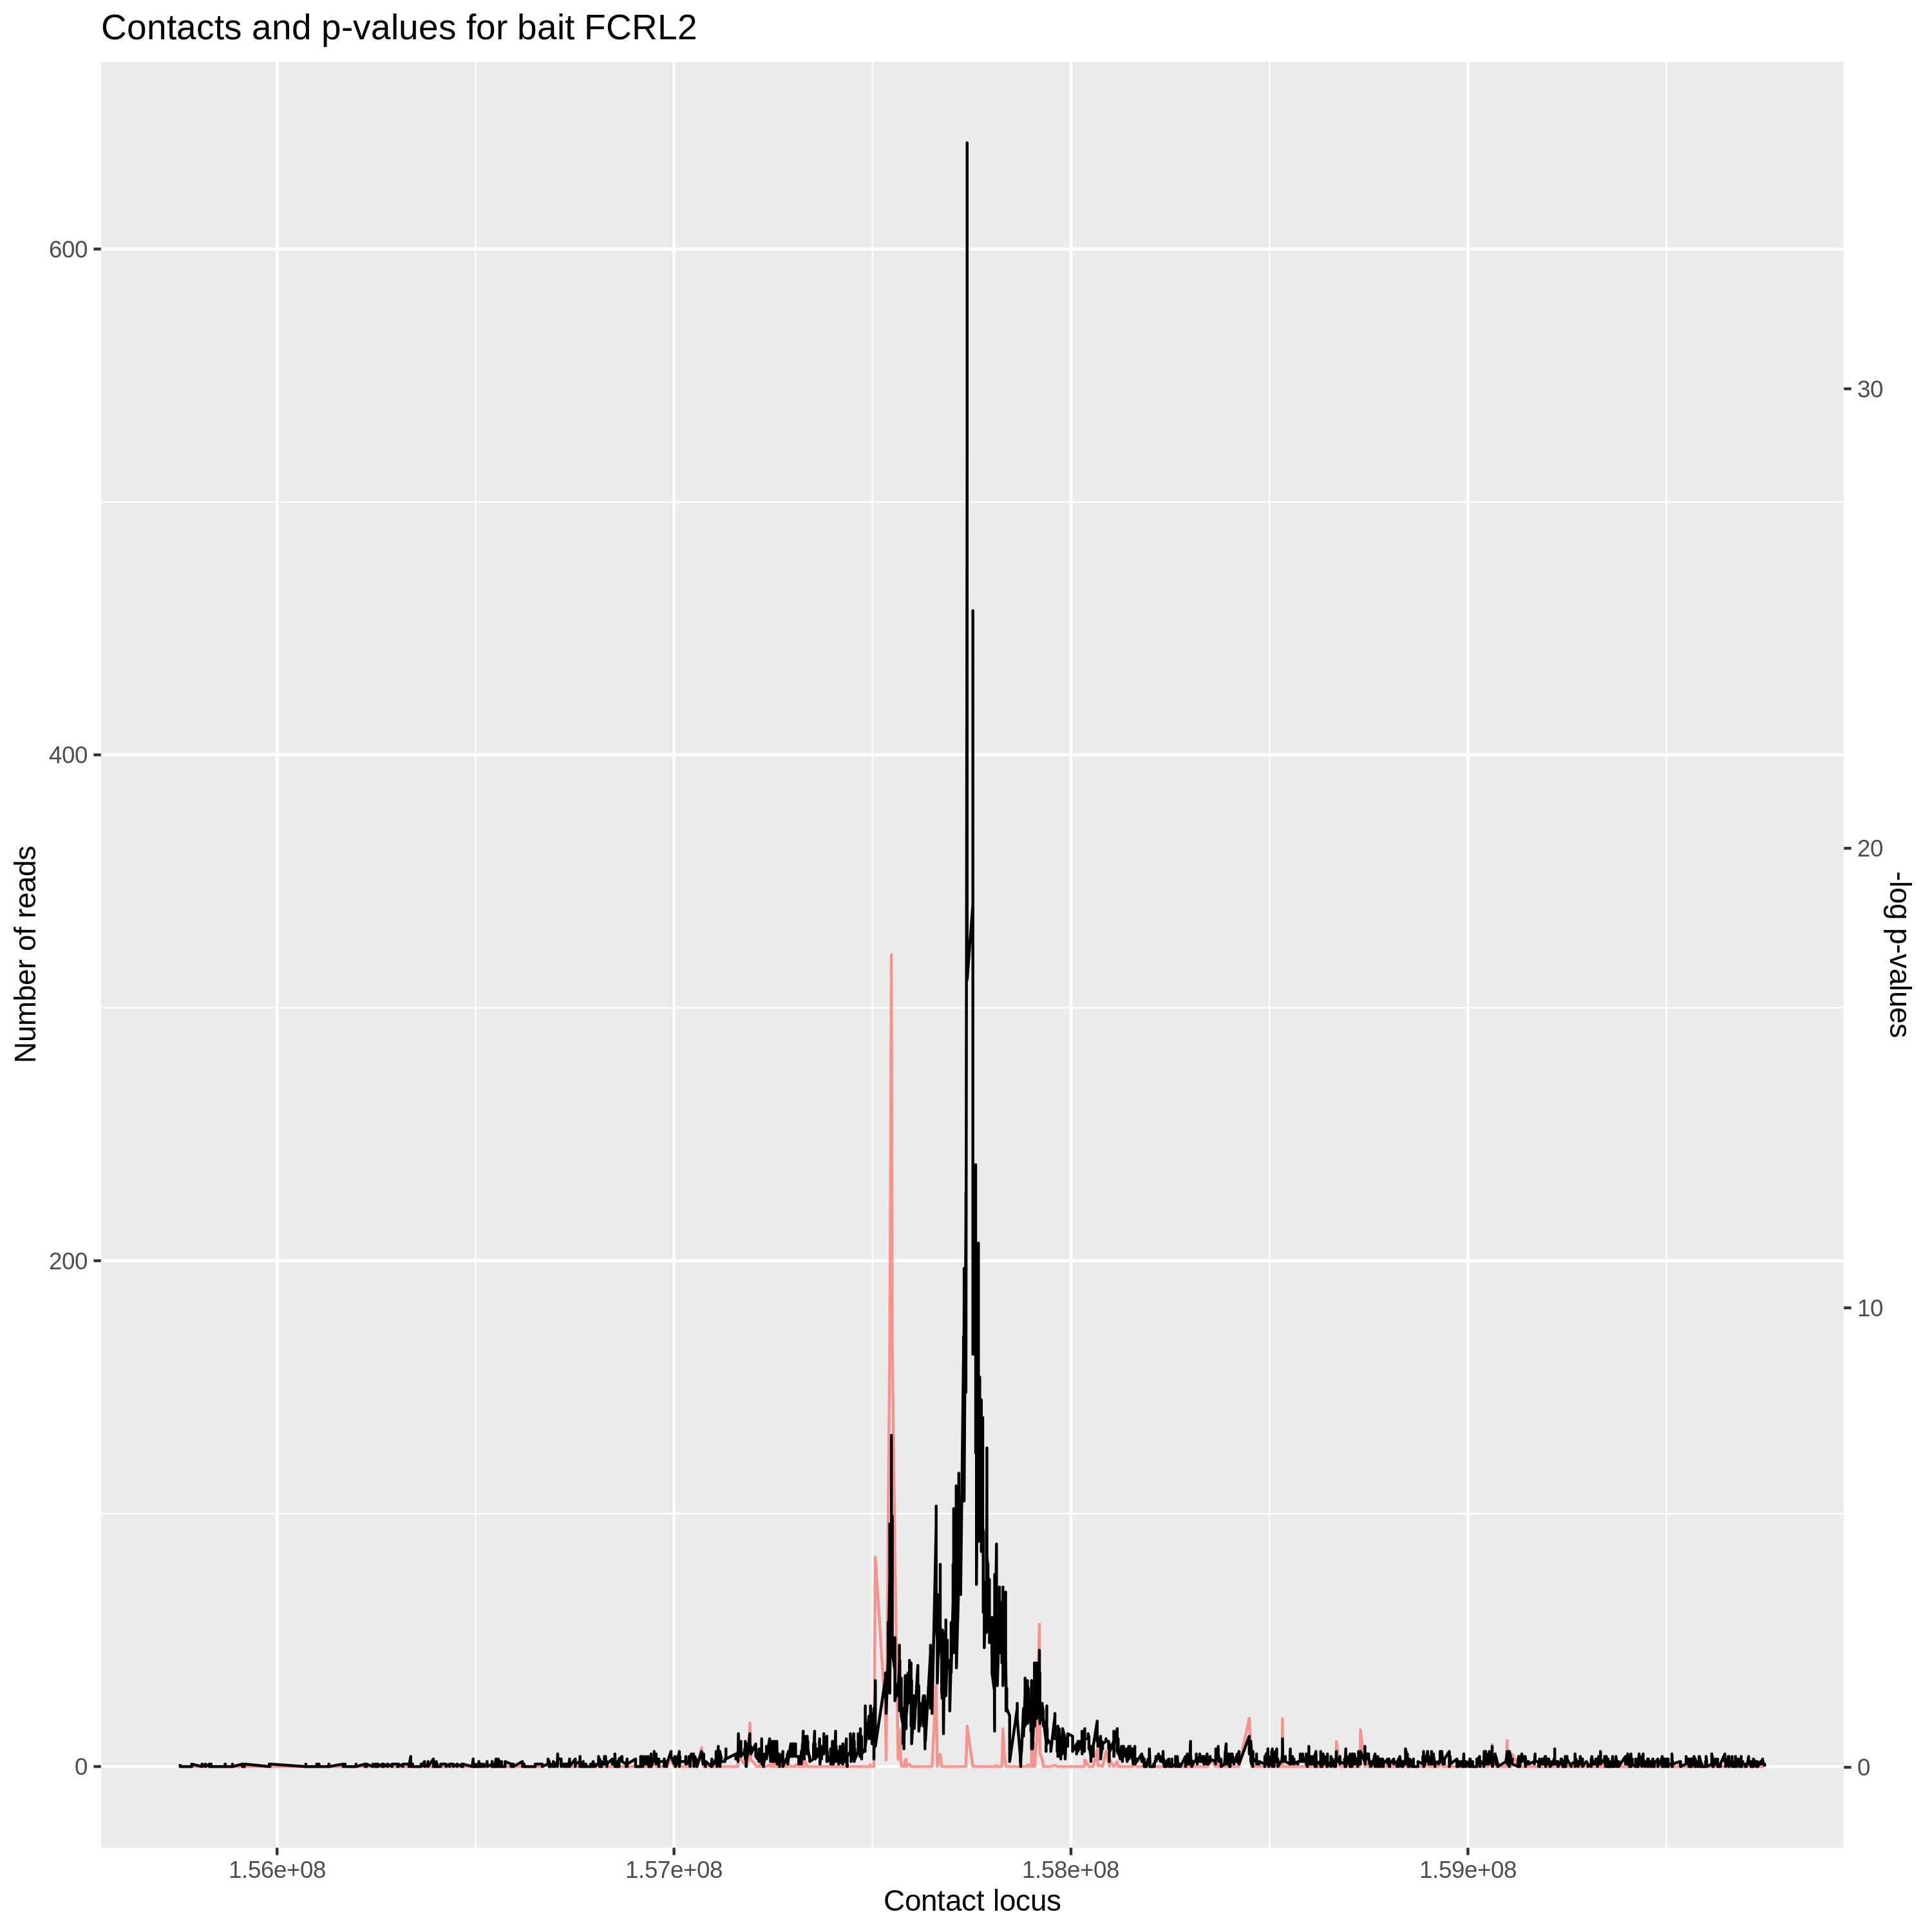 Contacts and p-values for bait FCRL2
600
400
200
0
30
20
10
0
Number of reads
-log p-values
1.56e+08
1.57e+08
1.58e+08
1.59e+08
Contact locus